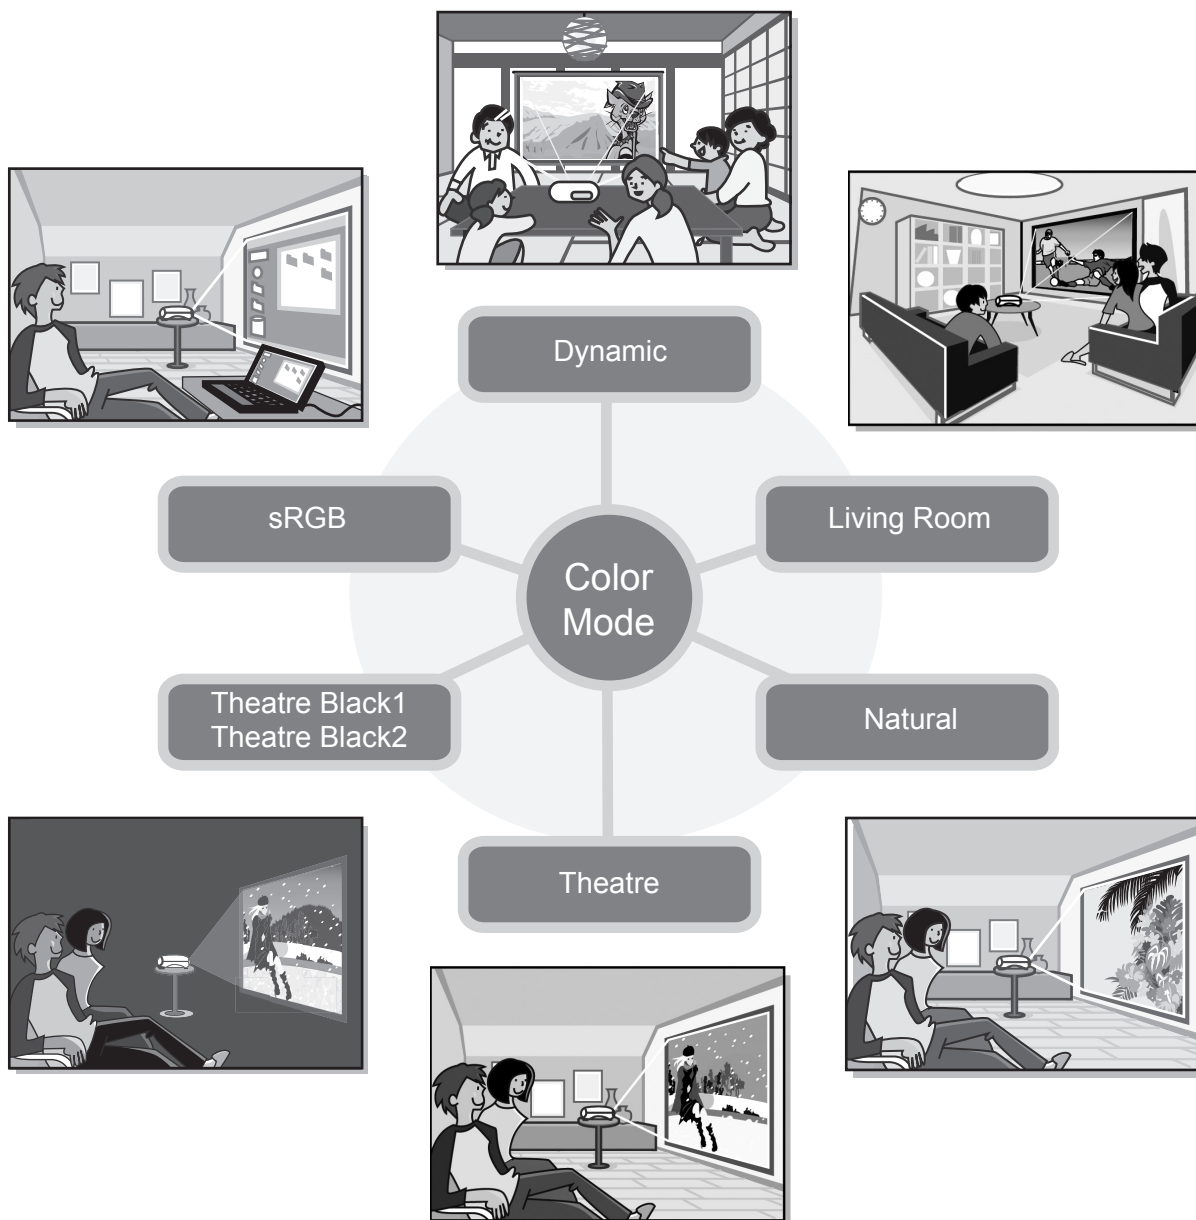 Dynamic
sRGB
Living Room
Color
Mode
Theatre Black1
Theatre Black2
Natural
Theatre